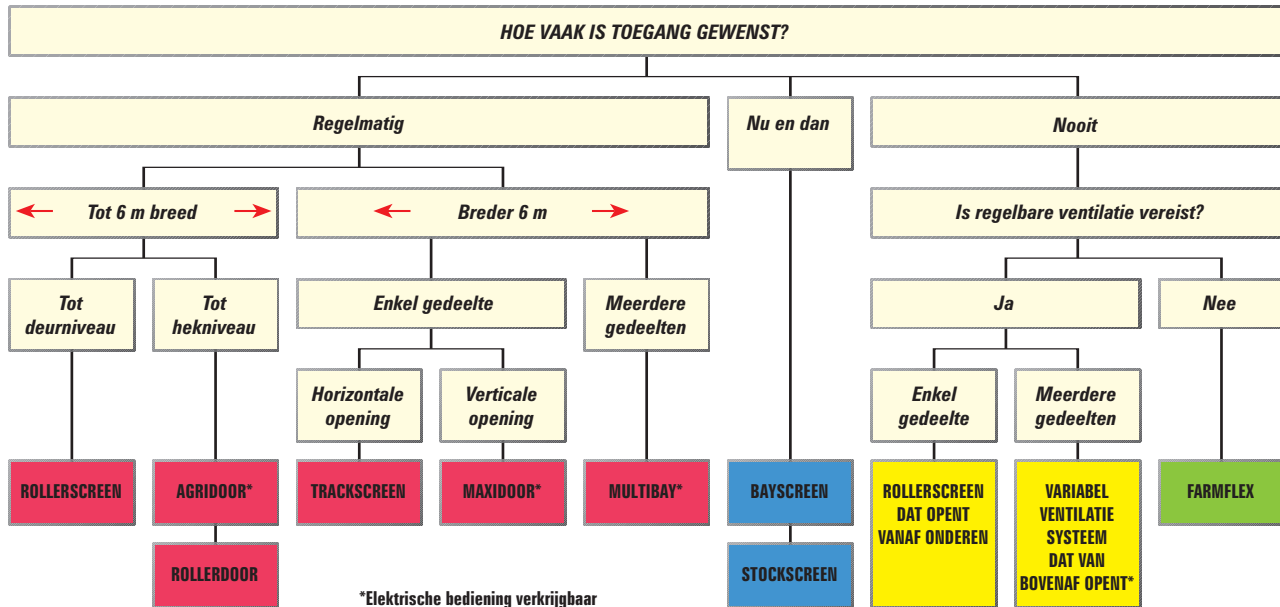 HOE VAAK IS TOEGANG GEWENST?
Regelmatig
Nu en dan
Nooit
Tot 6 m breed
Breder 6 m
Is regelbare ventilatie vereist?
Tot
deurniveau
Tot
hekniveau
Enkel gedeelte
Meerdere
gedeelten
Ja
Nee
Horizontale
opening
Verticale
opening
Enkel
gedeelte
Meerdere
gedeelten
ROLLERSCREEN
AGRIDOOR*
TRACKSCREEN
MAXIDOOR*
MULTIBAY*
BAYSCREEN
ROLLERSCREEN
DAT OPENT
VANAF ONDEREN
VARIABEL
VENTILATIE
SYSTEEM
DAT VAN
BOVENAF OPENT*
FARMFLEX
ROLLERDOOR
STOCKSCREEN
*Elektrische bediening verkrijgbaar